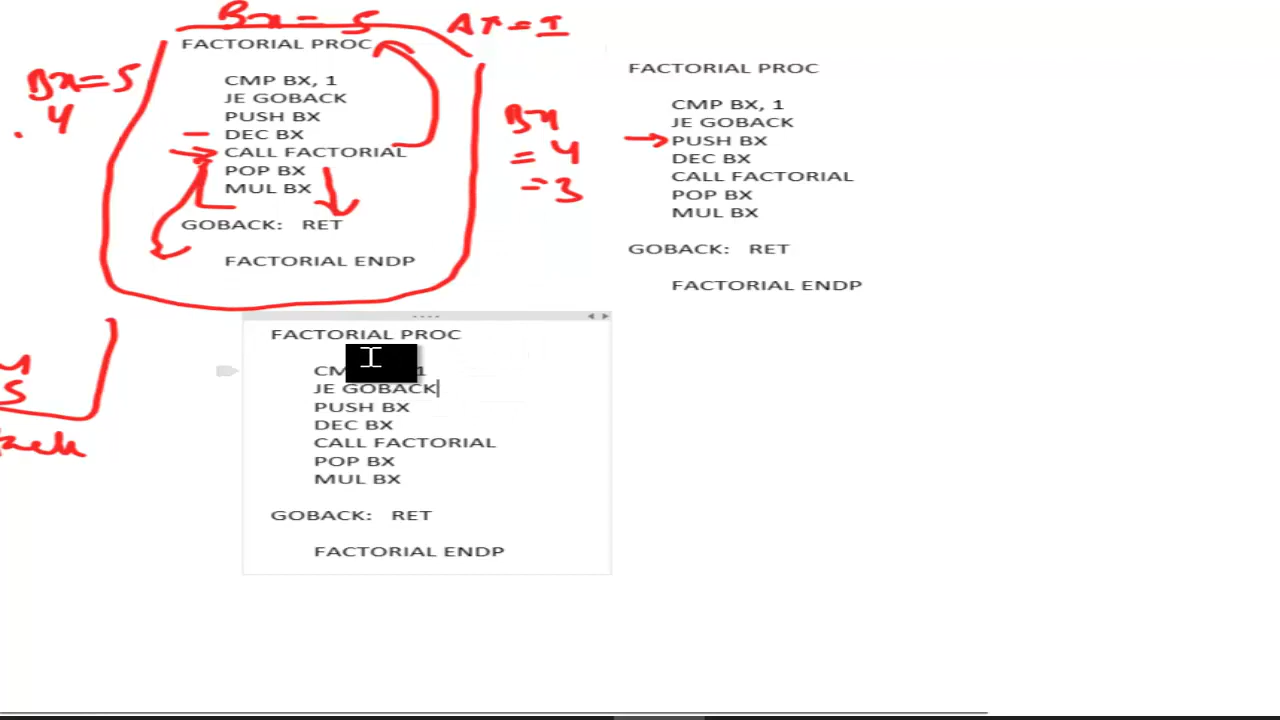 Bx = 5
AX = 1
FACTORIAL PROC
CMP BX, 1
JE GOBACK
PUSH BX
DEC BX
CALL FACTORIAL
POP BX
MUL BX
GOBACK: RET
FACTORIAL ENDP
Bx = 5
4
Bx
= 4
= 3
FACTORIAL PROC
CMP BX, 1
JE GOBACK
PUSH BX
DEC BX
CALL FACTORIAL
POP BX
MUL BX
GOBACK: RET
FACTORIAL ENDP
4
5
FACTORIAL PROC
1
JE GOBACK
PUSH BX
DEC BX
CALL FACTORIAL
POP BX
MUL BX
GOBACK: RET
FACTORIAL ENDP